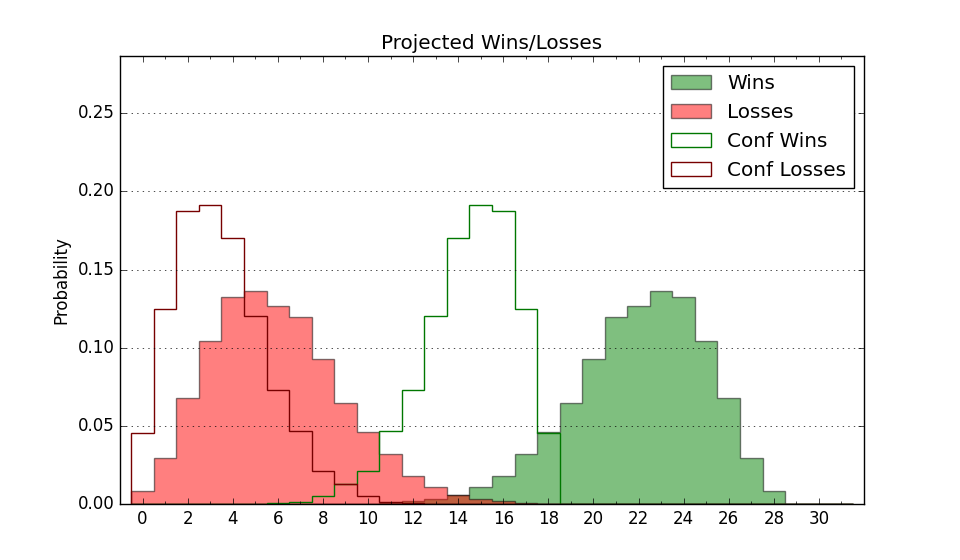 Projected Wins/Losses
Wins
Losses
Conf Wins
Conf Losses
Probability
0.25
0.20
0.15
0.10
0.05
0.00
0 2 4 6 8 10 12 14 16 18 20 22 24 26 28 30